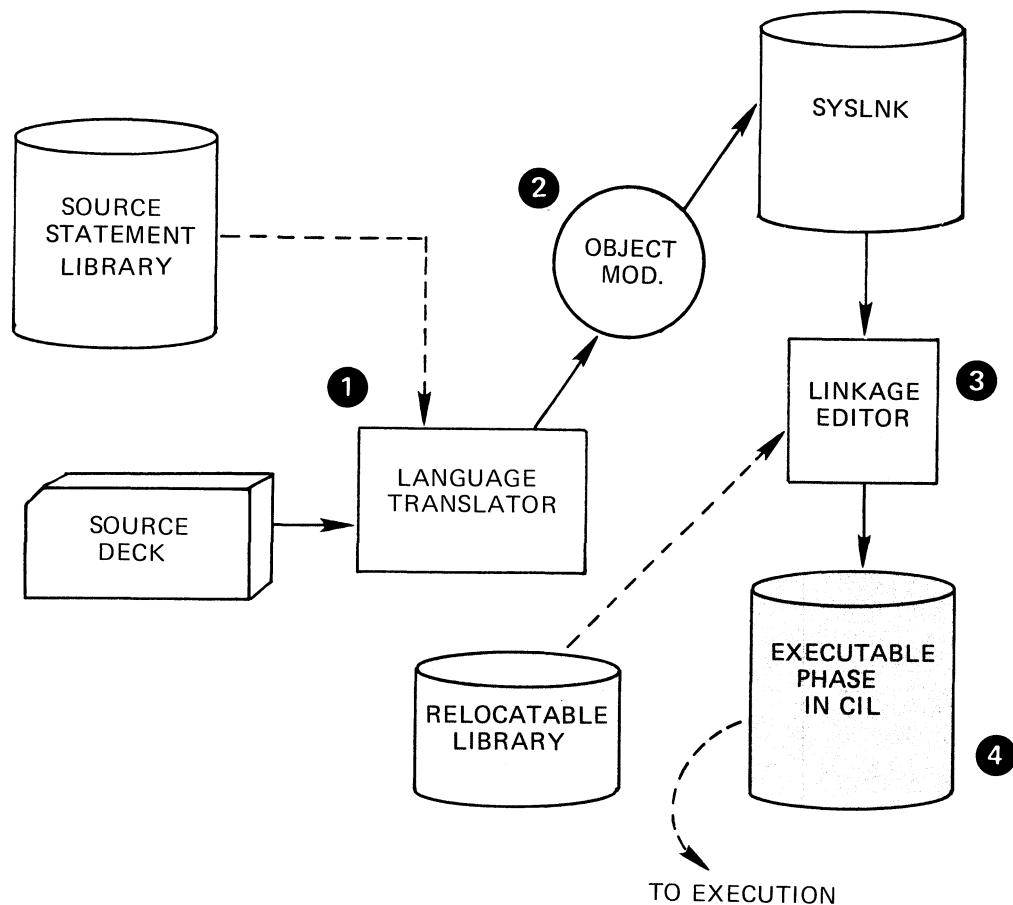 SYSLNK
SOURCE
STATEMENT
LIBRARY
2
OBJECT
MOD.
1
LANGUAGE
TRANSLATOR
LINKAGE
EDITOR
3
SOURCE
DECK
RELOCATABLE
LIBRARY
EXECUTABLE
PHASE
IN CIL
4
TO EXECUTION